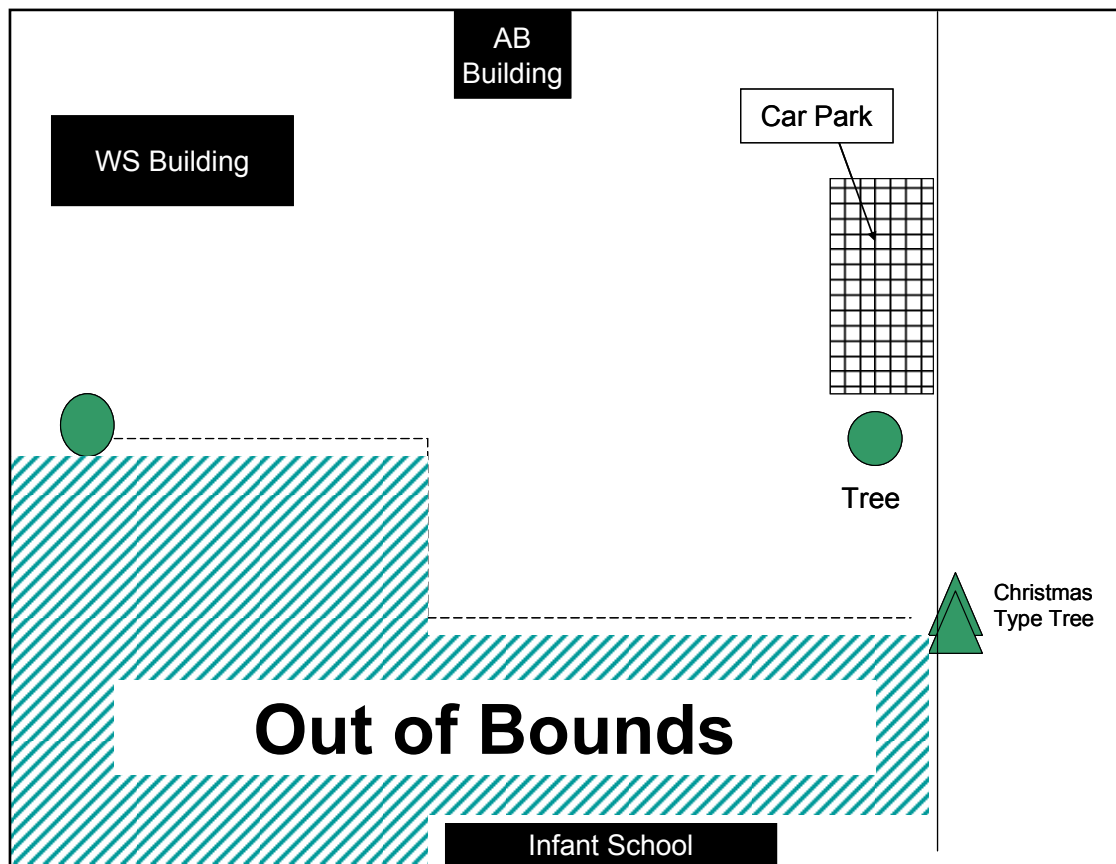 AB
Building
Car Park
WS Building
Tree
Christmas
Type Tree
Out of Bounds
Infant School